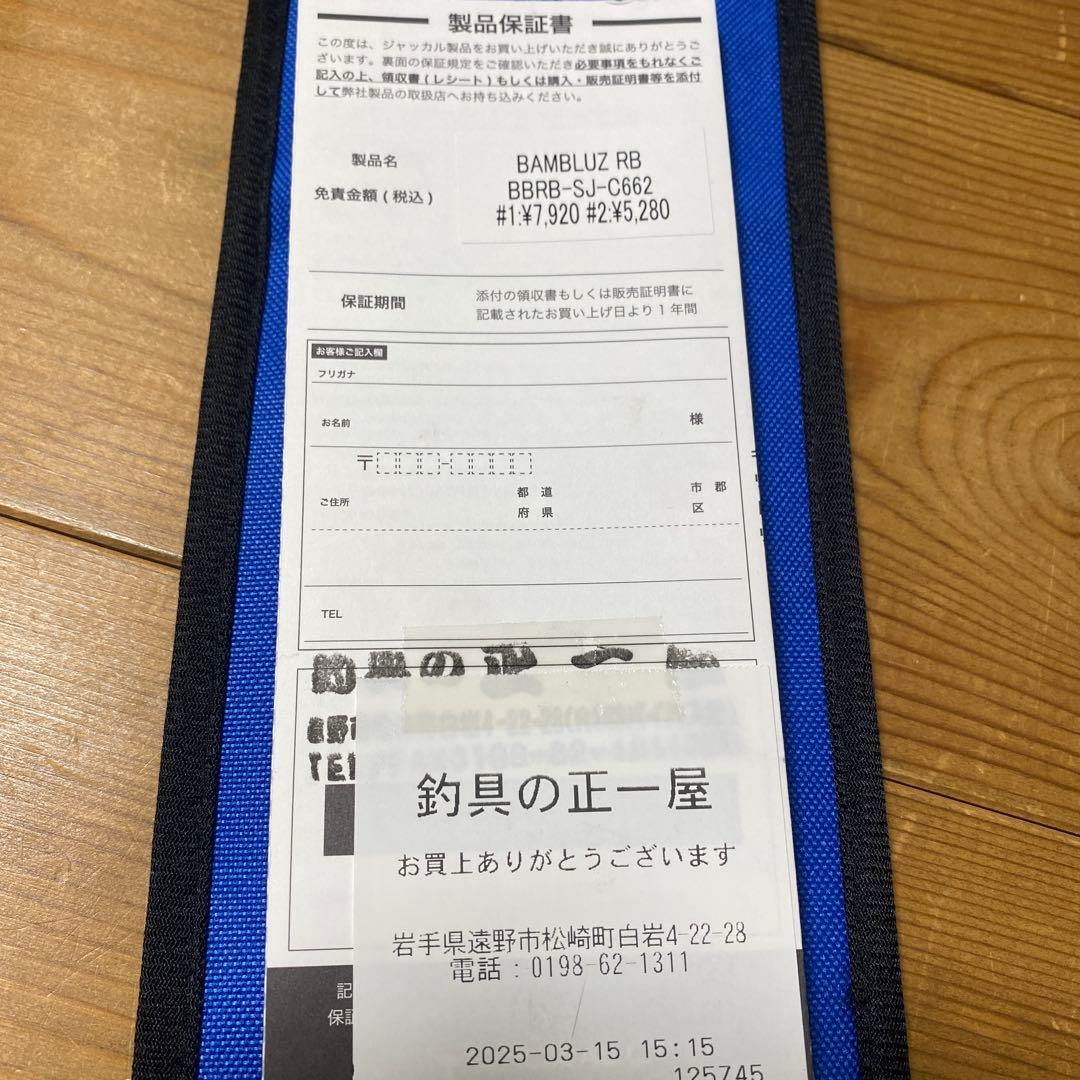 製品保証書
この度は、ジャッカル製品をお買い上げいただき誠にありがとうご
ざいます。裏面の保証規定をご確認いただき必要事項をもれなくご
記入の上、領収書(レシート)もしくは購入・販売証明書等を添付
して弊社製品の取扱店へお持ち込みください。
製品名
免責金額(税込)
BAMBLUZ RB
BBRB-SJ-C662
#1:¥7,920 #2:¥5,280
保証期間
添付の領収書もしくは販売証明書に
記載されたお買い上げ日より1年間
お客様ご記入欄
フリガナ
お名前 様
〒
ご住所 都 道 市 郡
府 県 区
TEL
の正一
TEL
釣具の正一屋
お買上ありがとうございます
岩手県遠野市松崎町白岩4-22-28
電話:0198-62-1311
記
保証
2025-03-15 15:15
125745